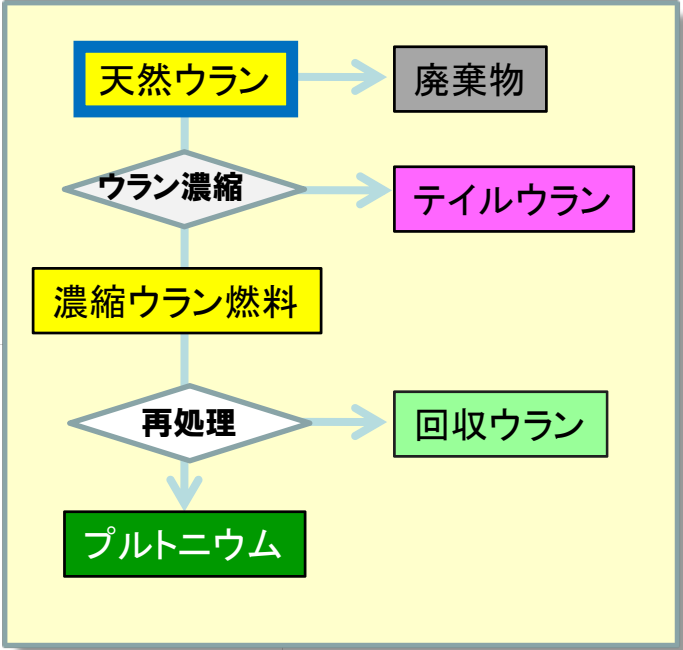 天然ウラン
廃棄物
ウラン濃縮
テイルウラン
濃縮ウラン燃料
再処理
回収ウラン
プルトニウム